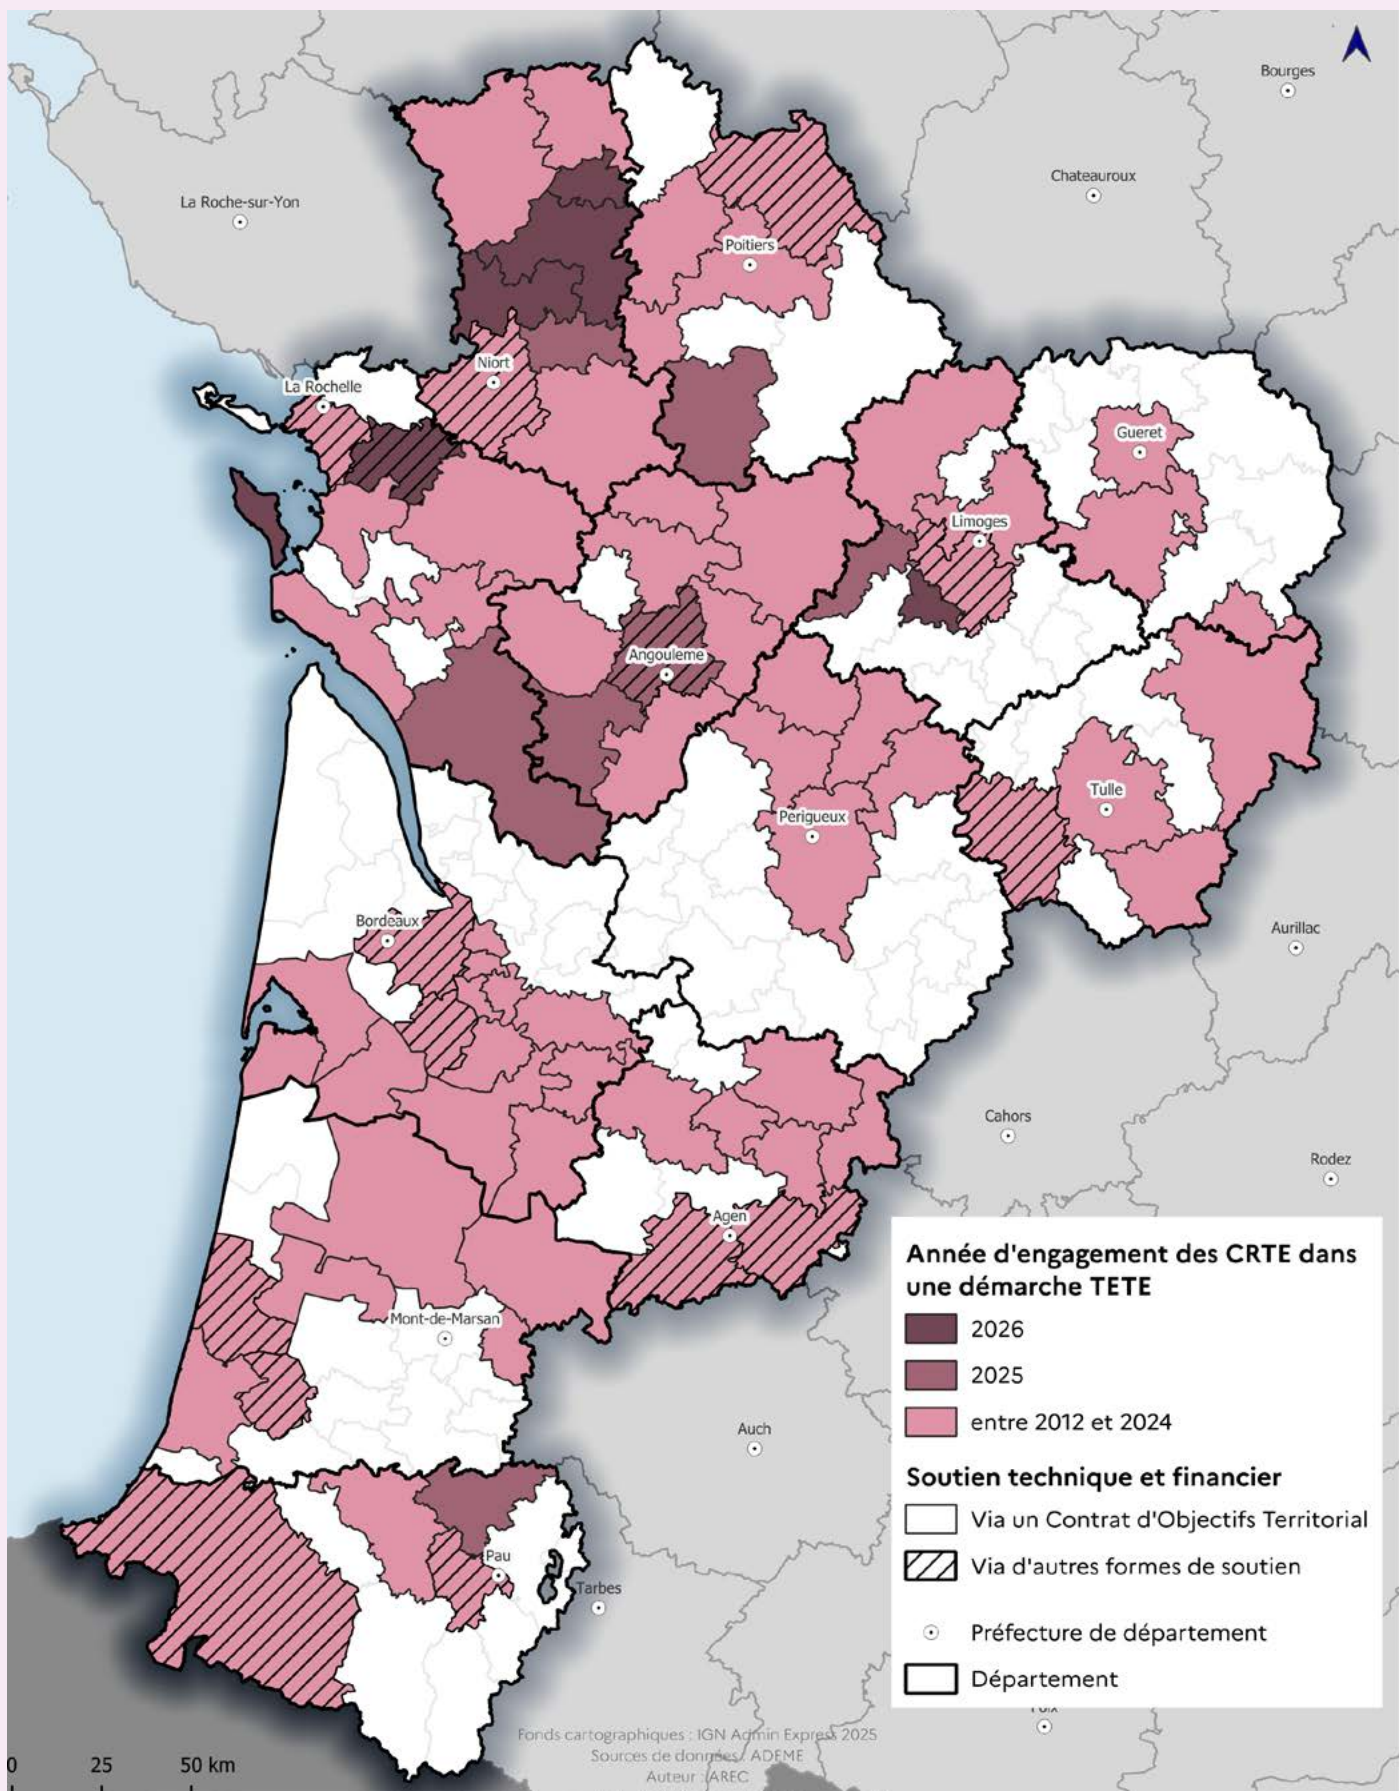 Bourges
Chateauroux
La Roche-sur-Yon
Poitiers
Niort
La Rochelle
Gueret
Limoges
Angouleme
Tulle
Perigueux
Bordeaux
Aurillac
Cahors
Rodez
Agen
Mont-de-Marsan
Auch
Pau
Tarbes
Année d'engagement des CRTE dans
une démarche TETE
2026
2025
entre 2012 et 2024
Soutien technique et financier
Via un Contrat d'Objectifs Territorial
Via d'autres formes de soutien
Préfecture de département
Département
Fonds cartographiques : IGN Admin Express 2025
Sources de données : ADEME
Auteur : AREC
0 25 50 km